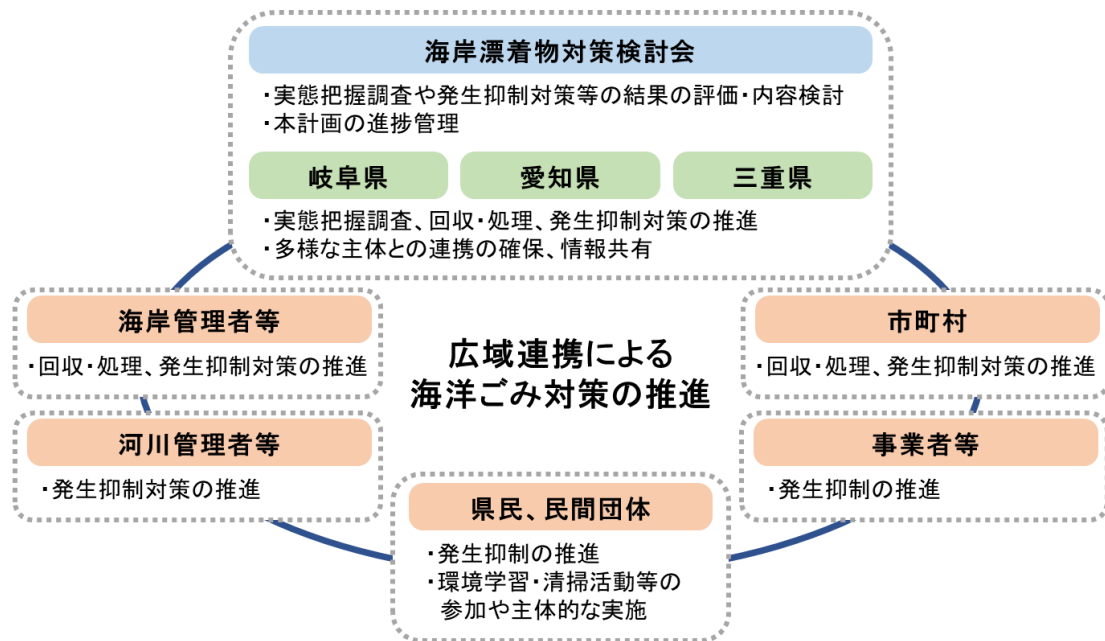 海岸漂着物対策検討会
・実態把握調査や発生抑制対策等の結果の評価・内容検討
・本計画の進捗管理
岐阜県
愛知県
三重県
・実態把握調査、回収・処理、発生抑制対策の推進
・多様な主体との連携の確保、情報共有
海岸管理者等
・回収・処理、発生抑制対策の推進
市町村
・回収・処理、発生抑制対策の推進
広域連携による
海洋ごみ対策の推進
河川管理者等
・発生抑制対策の推進
事業者等
・発生抑制の推進
県民、民間団体
・発生抑制の推進
・環境学習・清掃活動等の
参加や主体的な実施